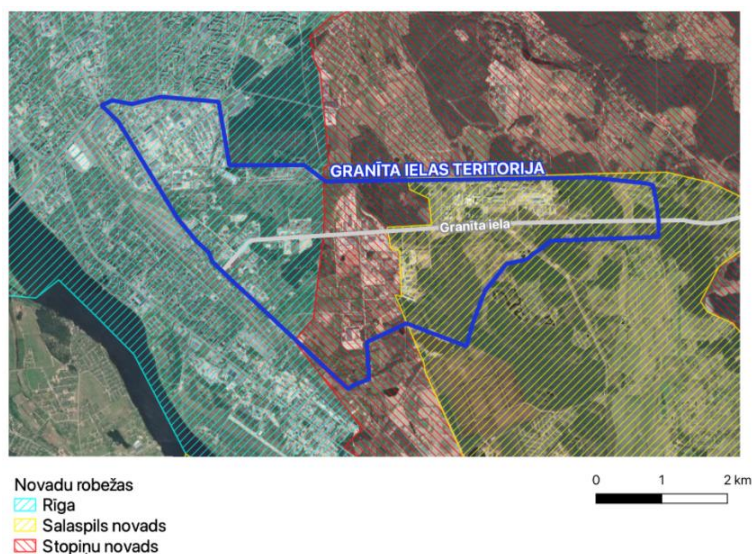 GRANĪTA IELAS TERITORIJA
Granīta iela
Novadu robežas
Rīga
Salaspils novads
Stopiņu novads
0 1 2 km